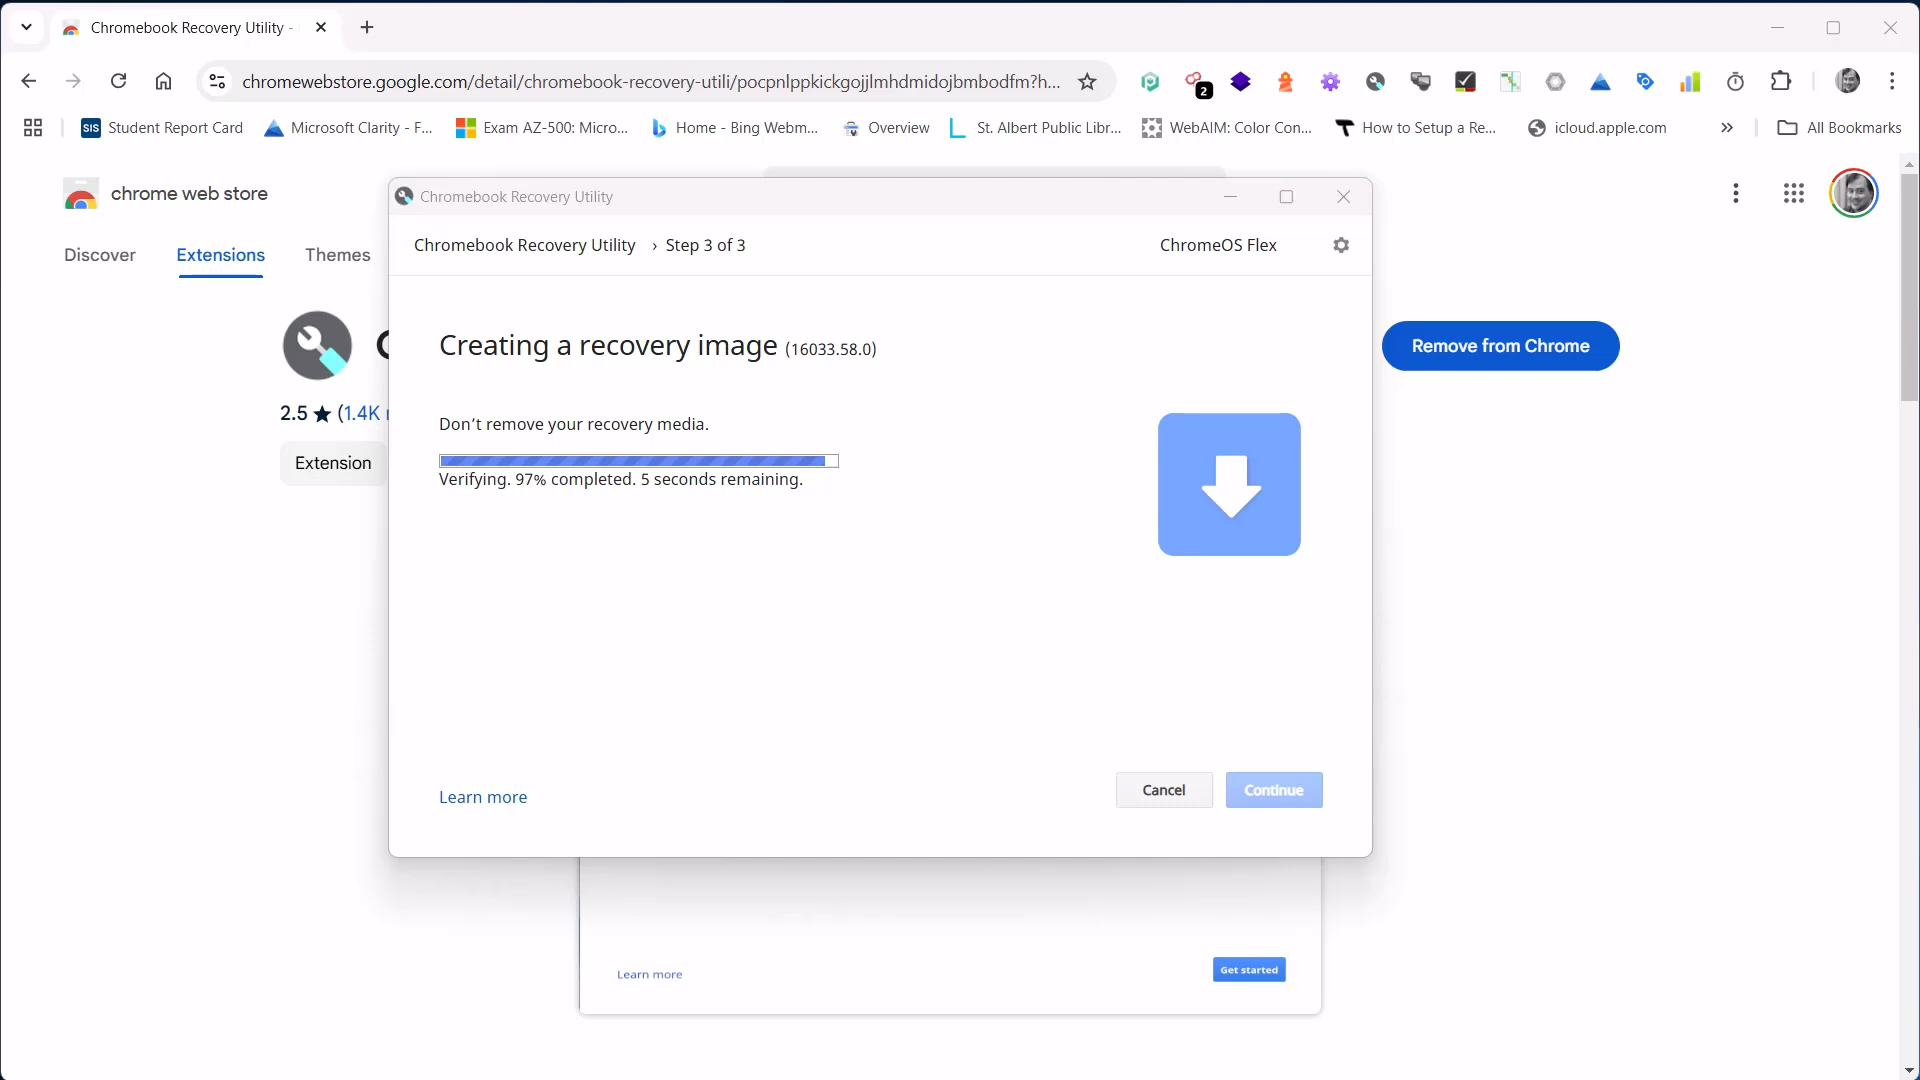 Chromebook Recovery Utility -
chromewebstore.google.com/detail/chromebook-recovery-utili/pocpnlppkickgojjlmhdmidojbmbodfm?h...
2
SIS Student Report Card
Microsoft Clarity - F...
Exam AZ-500: Micro...
Home - Bing Webm...
Overview
St. Albert Public Libr...
WebAIM: Color Con...
How to Setup a Re...
icloud.apple.com
All Bookmarks
chrome web store
Discover
Extensions
Themes
2.5 ★ (1.4K
Extension
Remove from Chrome
Chromebook Recovery Utility
Chromebook Recovery Utility › Step 3 of 3
ChromeOS Flex
Creating a recovery image (16033.58.0)
Don’t remove your recovery media.
Verifying. 97% completed. 5 seconds remaining.
Learn more
Cancel
Continue
Learn more
Get started